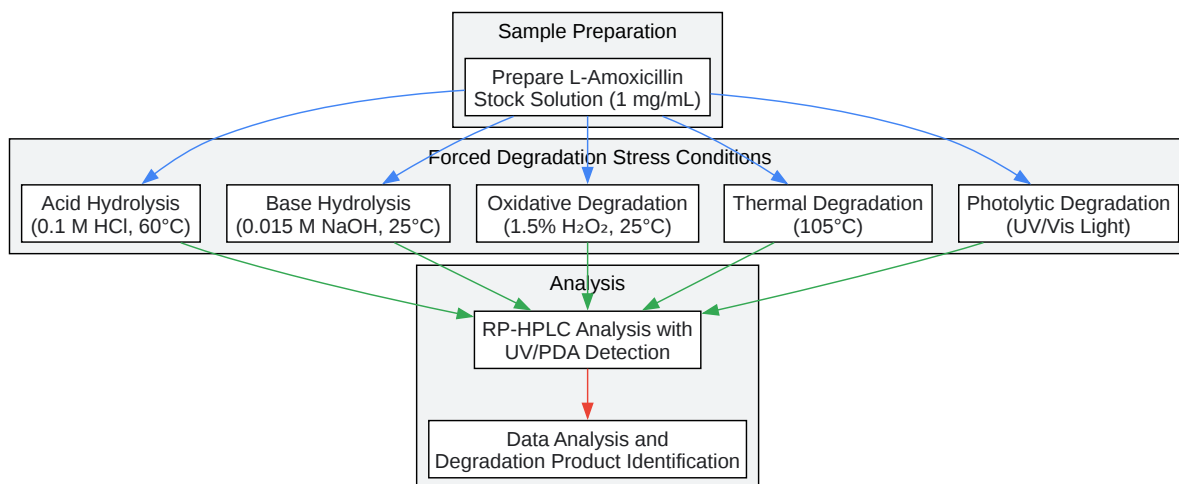 Sample Preparation
Prepare L-Amoxicillin
Stock Solution (1 mg/mL)
Forced Degradation Stress Conditions
Acid Hydrolysis
(0.1 M HCl, 60°C)
Base Hydrolysis
(0.015 M NaOH, 25°C)
Oxidative Degradation
(1.5% H₂O₂, 25°C)
Thermal Degradation
(105°C)
Photolytic Degradation
(UV/Vis Light)
Analysis
RP-HPLC Analysis with
UV/PDA Detection
Data Analysis and
Degradation Product Identification